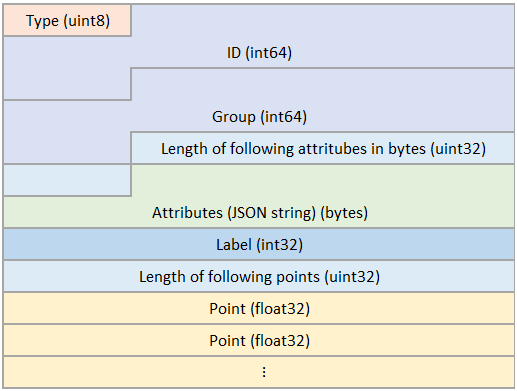 Type (uint8)
ID (int64)
Group (int64)
Length of following attritubes in bytes (uint32)
Attributes (JSON string) (bytes)
Label (int32)
Length of following points (uint32)
Point (float32)
Point (float32)
⋮